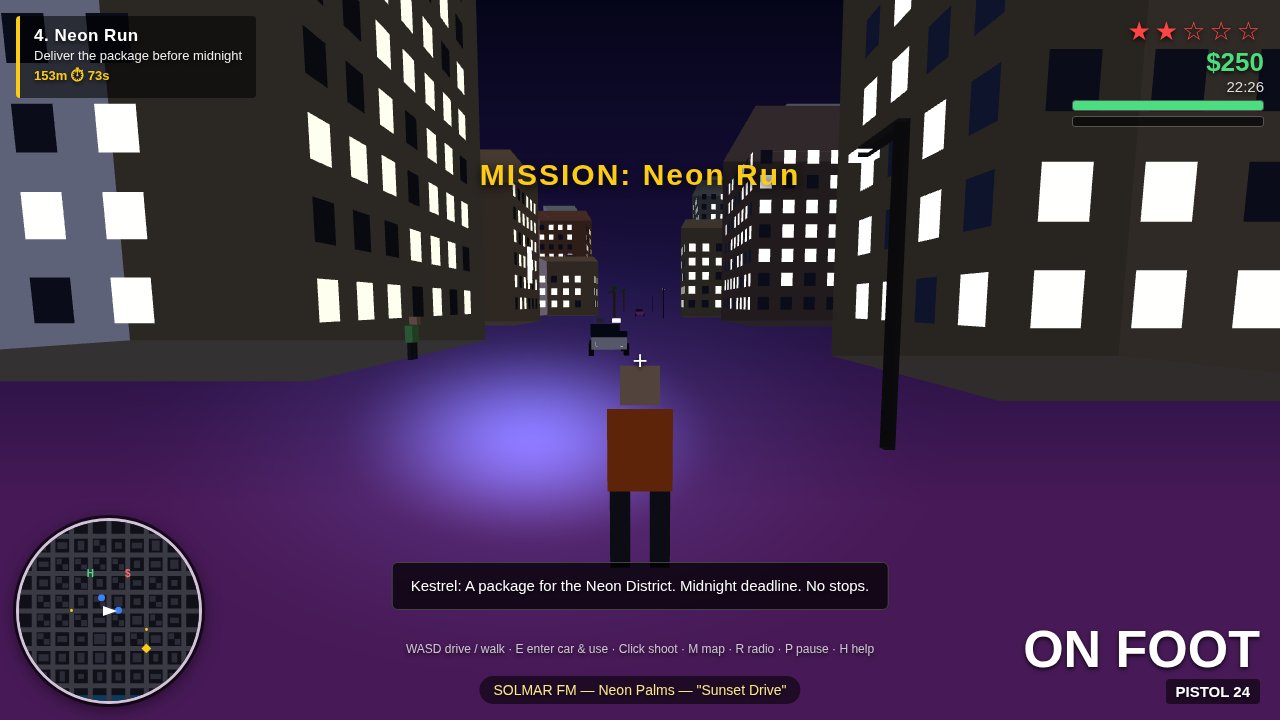 4. Neon Run
Deliver the package before midnight
153m ⏱ 73s
★★☆☆☆
$250
22:26
MISSION: Neon Run
H
$
Kestrel: A package for the Neon District. Midnight deadline. No stops.
WASD drive / walk · E enter car & use · Click shoot · M map · R radio · P pause · H help
SOLMAR FM — Neon Palms — "Sunset Drive"
ON FOOT
PISTOL 24